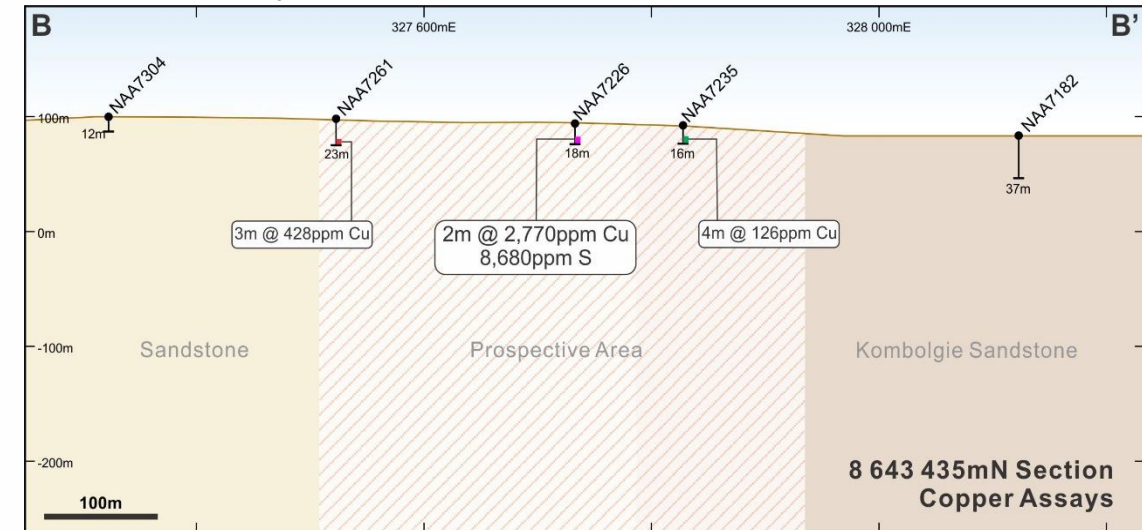 B
B’
327 600mE
328 000mE
NAA7304
NAA7261
NAA7226
NAA7235
NAA7182
100m
12m
23m
18m
16m
37m
3m @ 428ppm Cu
2m @ 2,770ppm Cu
8,680ppm S
4m @ 126ppm Cu
0m
-100m
Sandstone
Prospective Area
Kombolgie Sandstone
-200m
8 643 435mN Section
Copper Assays
100m